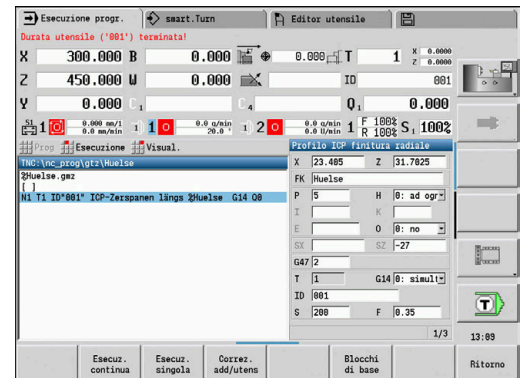 Esecuzione progr.
smart.Turn
Editor utensile
Durata utensile ('001') terminata!
X 300.000 B 0.000 0.000 T 1 X 0.0000
Z 0.0000
Z 450.000 U 0.000 ID 001
Y 0.000 C1 C4 Q1 0.000
S1 1 0.000 mm/1 0.0 mm/min 1) 1 0 0.0 o/min 20.0 ° 1) 2 0 0.0 o/min 0.0 U/min 1 F 100% R 100% S1 100%
Prog Esecuzione Visual.
TNC:\nc_prog\gtz\Huelse
Huelse.gmz
[ ]
N1 T1 ID"001" ICP-Zerspanen längs Huelse G14 Q0
Profilo ICP finitura radiale
X 23.405 Z 31.7025
FK Huelse
P 5 H 0: ad ogr
I K
E O 0: no
SX SZ -27
G47 2
T 1 G14 0: simult
ID 001
S 200 F 0.35
1/3
T
13:09
Esecuz. continua
Esecuz. singola
Correz. add/utens
Blocchi di base
Ritorno